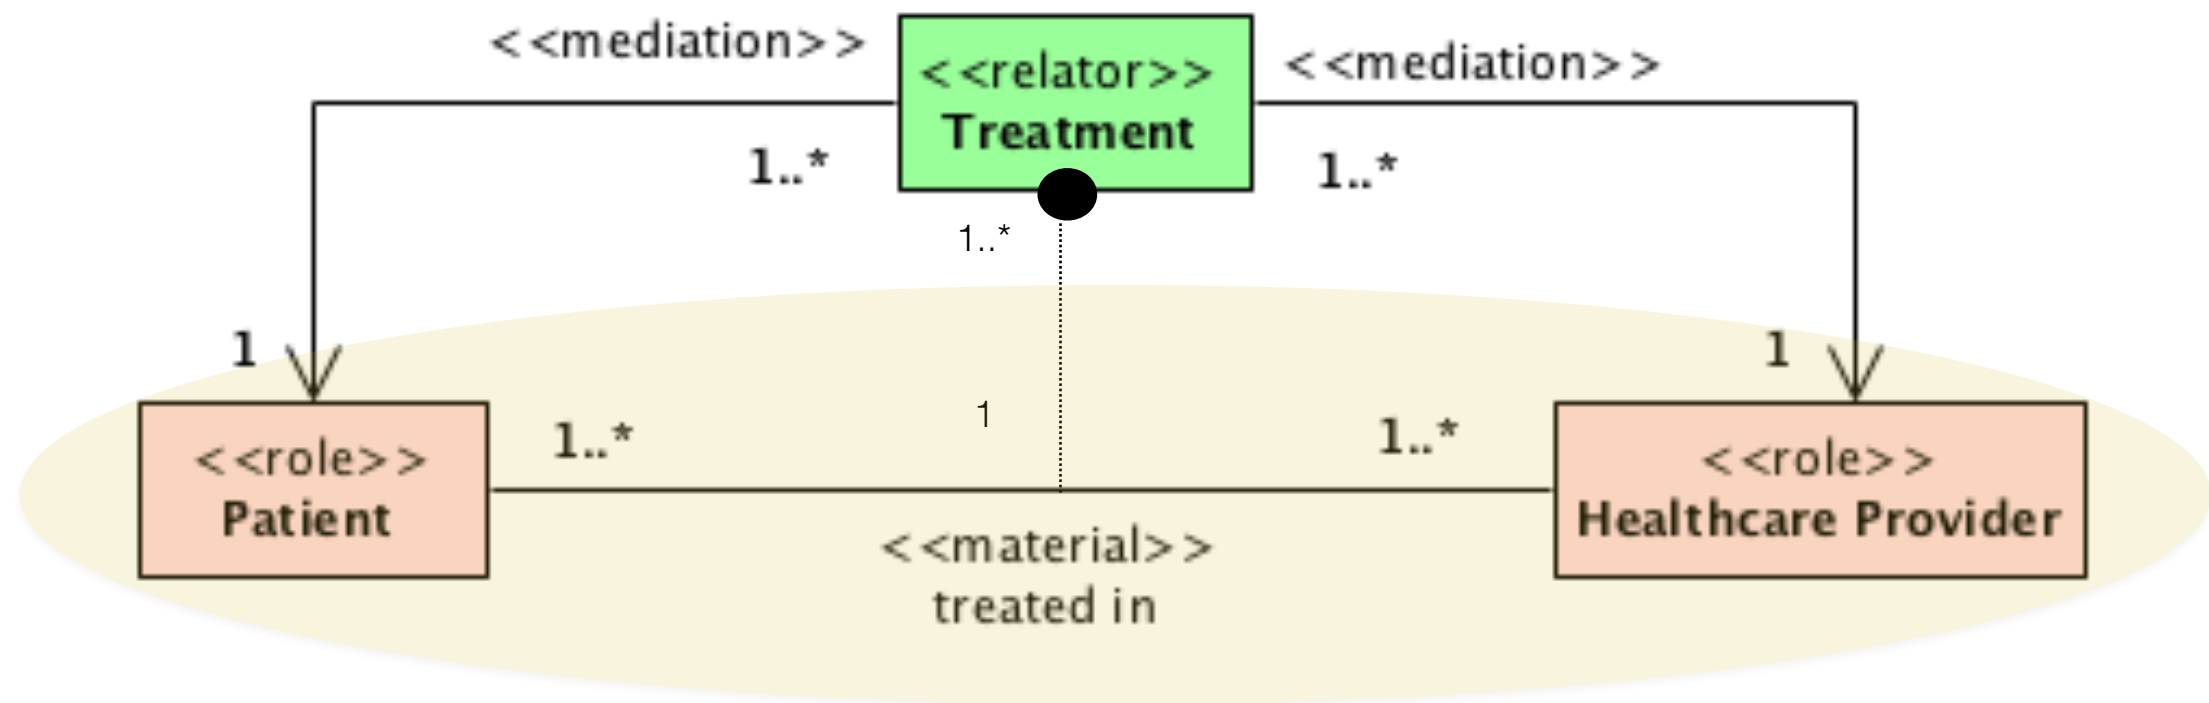 <<mediation>>
<<relator>>
Treatment
<<mediation>>
1..*
1..*
1..*
1
1
<<role>>
Patient
1..*
1
1..*
<<role>>
Healthcare Provider
<<material>>
treated in